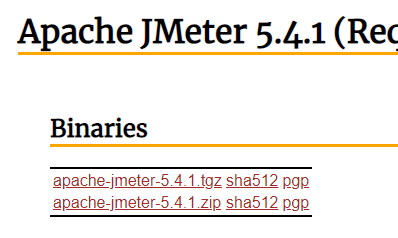 Apache JMeter 5.4.1 (Req
Binaries
apache-jmeter-5.4.1.tgz sha512 pgp
apache-jmeter-5.4.1.zip sha512 pgp